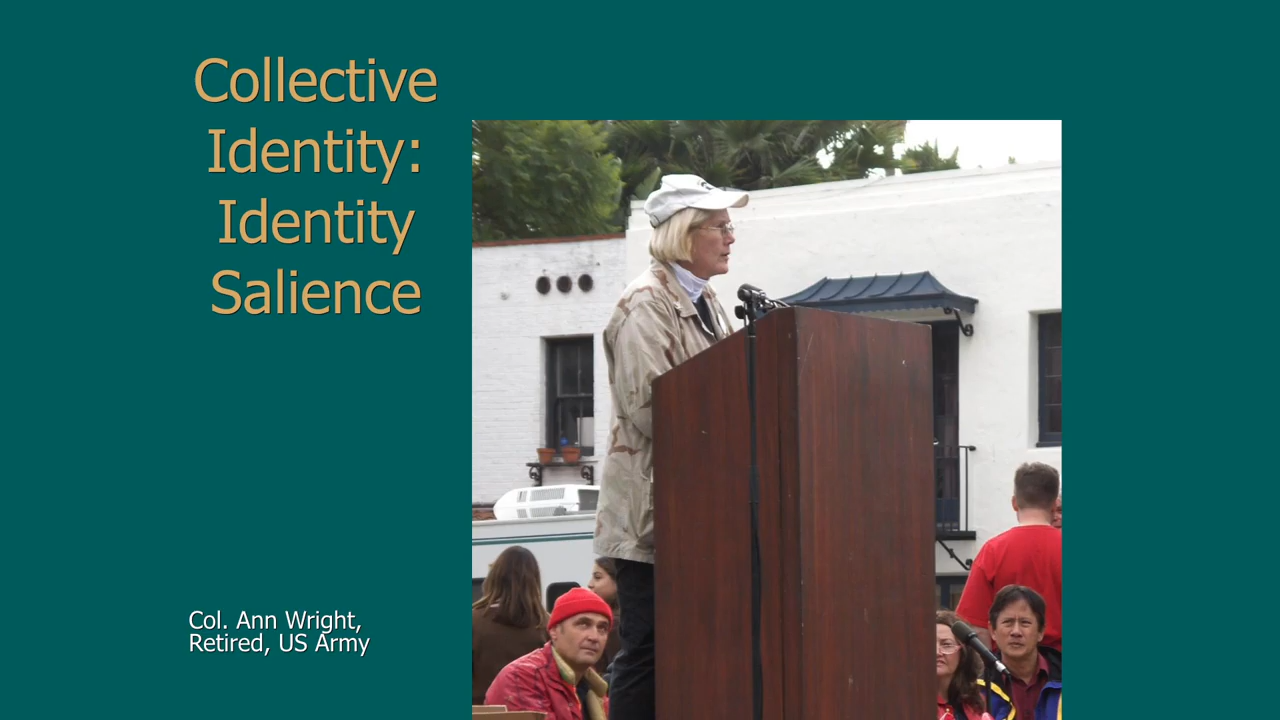 Collective
Identity:
Identity
Salience
Col. Ann Wright,
Retired, US Army